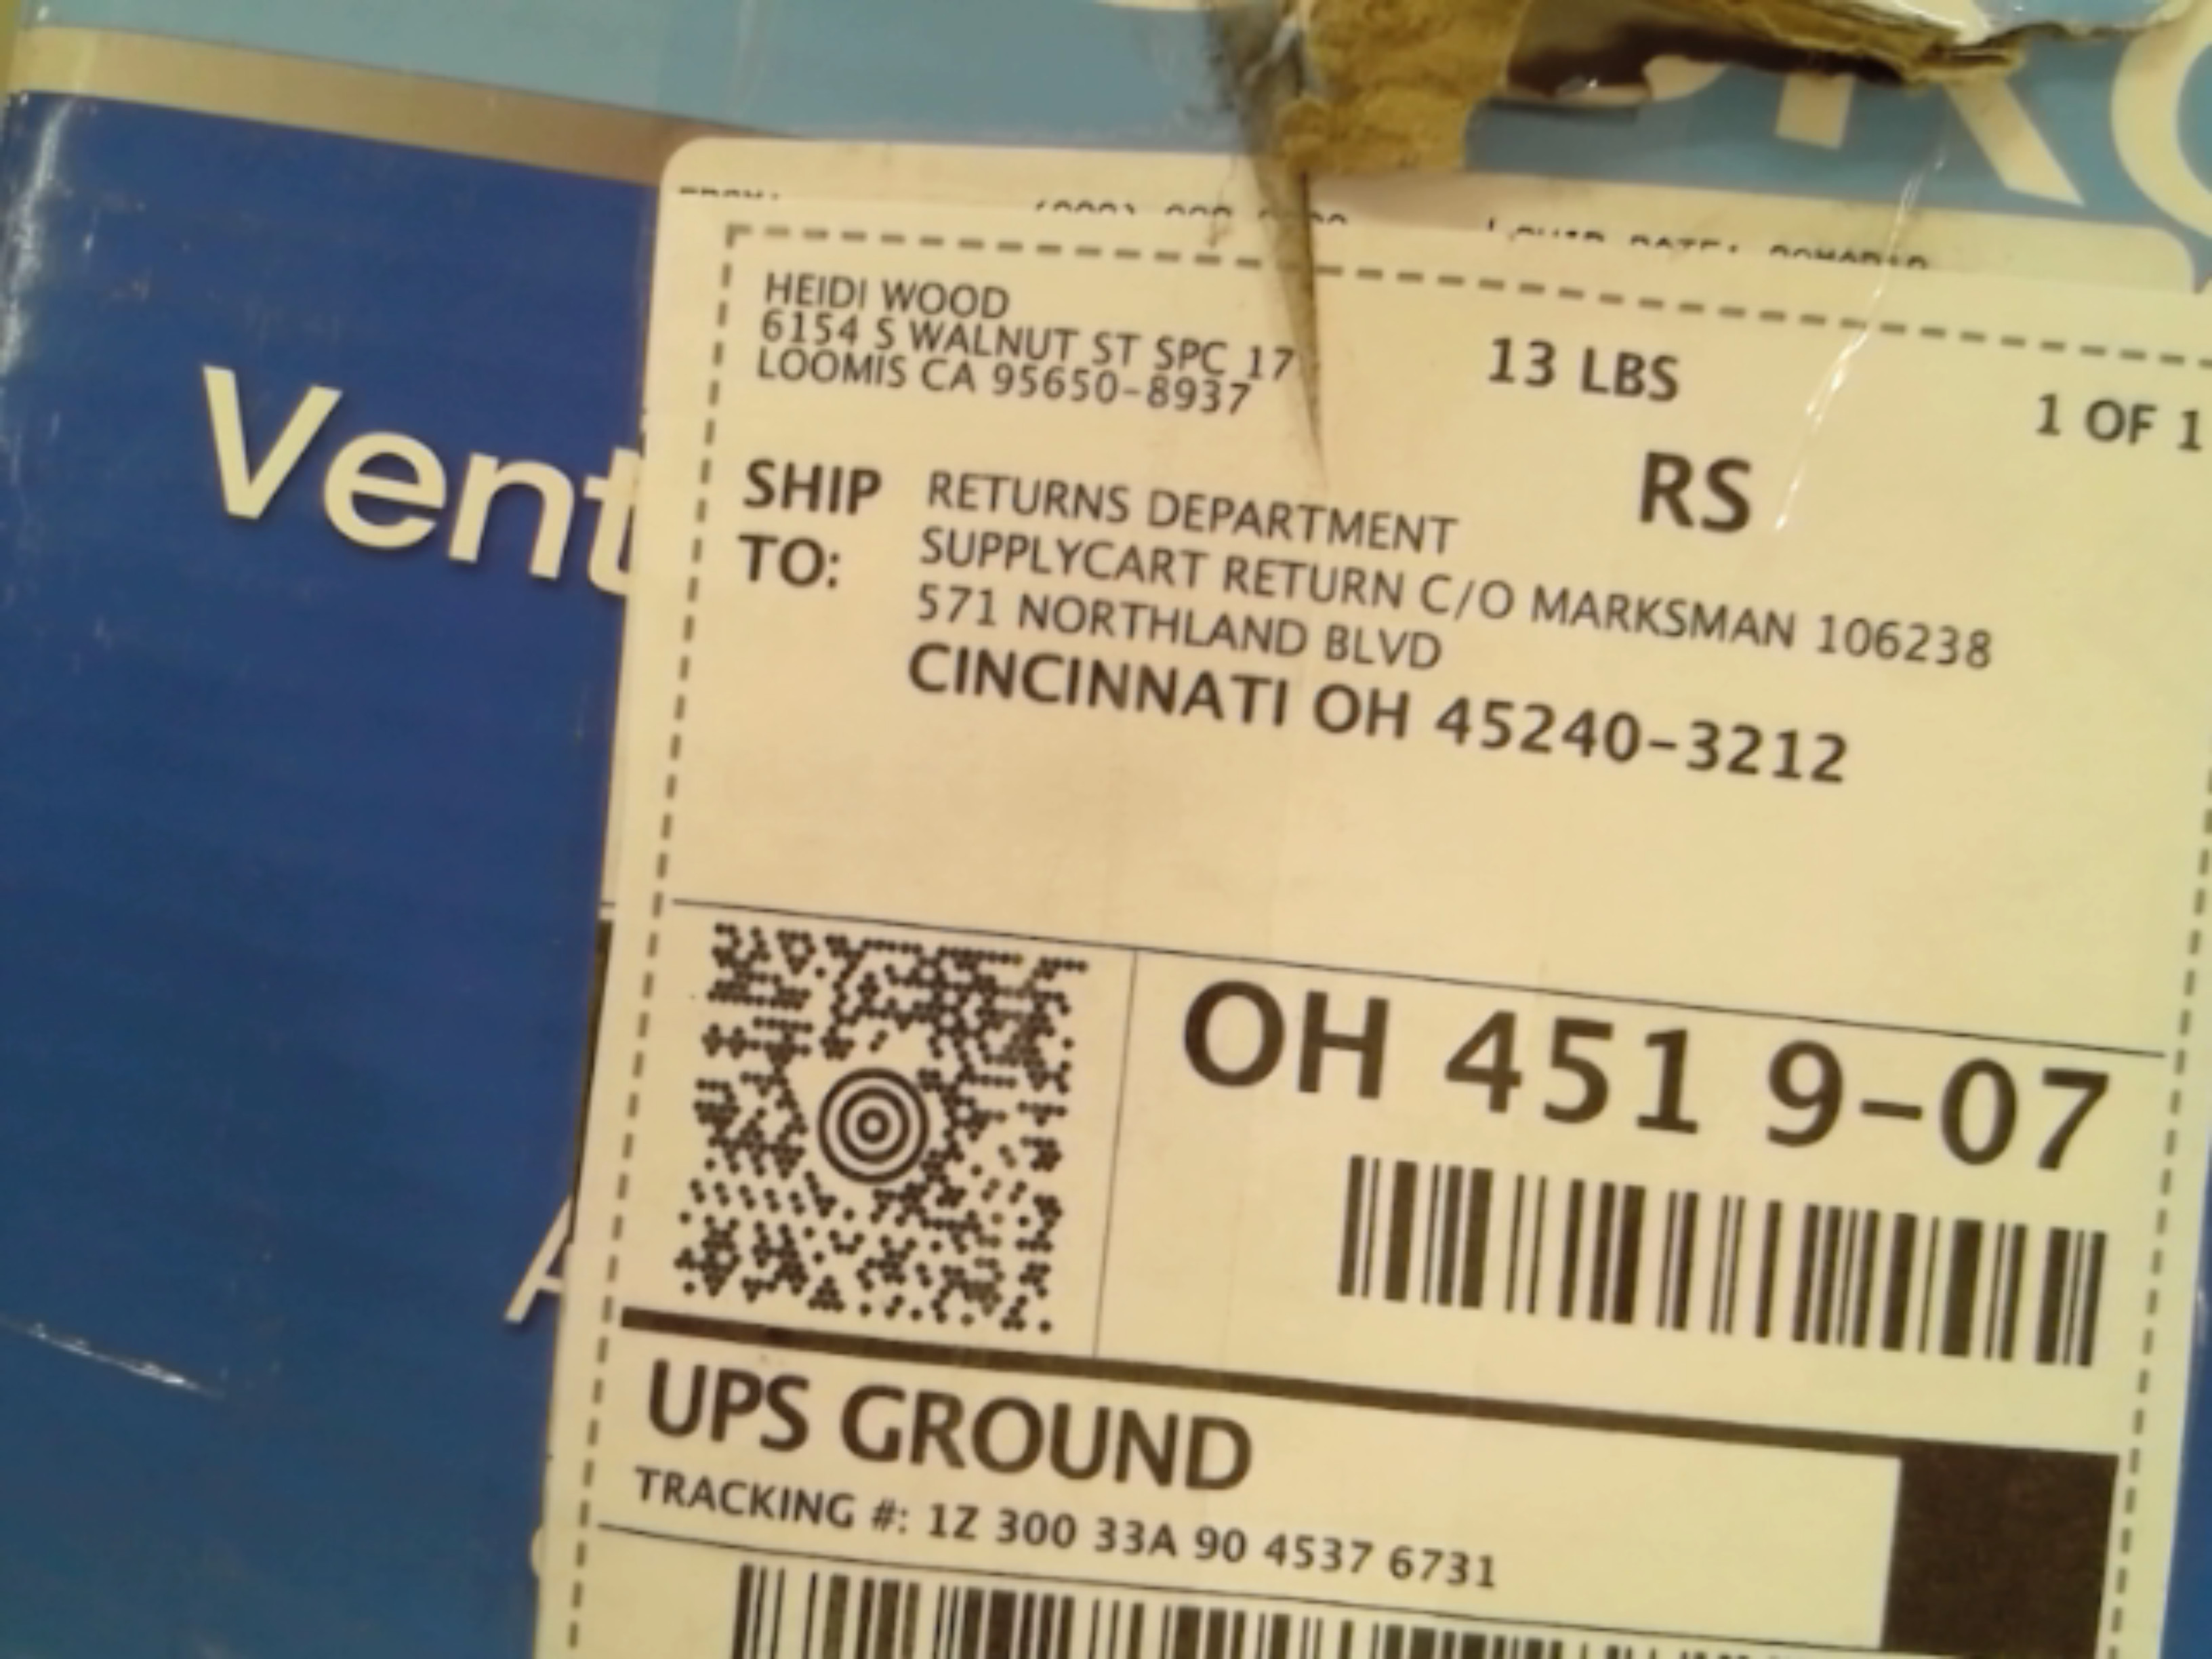 Vent
HEIDI WOOD
6154 S WALNUT ST SPC 17
LOOMIS CA 95650-8937
13 LBS
1 OF 1
RS
SHIP TO:
RETURNS DEPARTMENT
SUPPLYCART RETURN C/O MARKSMAN 106238
571 NORTHLAND BLVD
CINCINNATI OH 45240-3212
OH 451 9-07
UPS GROUND
TRACKING #: 1Z 300 33A 90 4537 6731